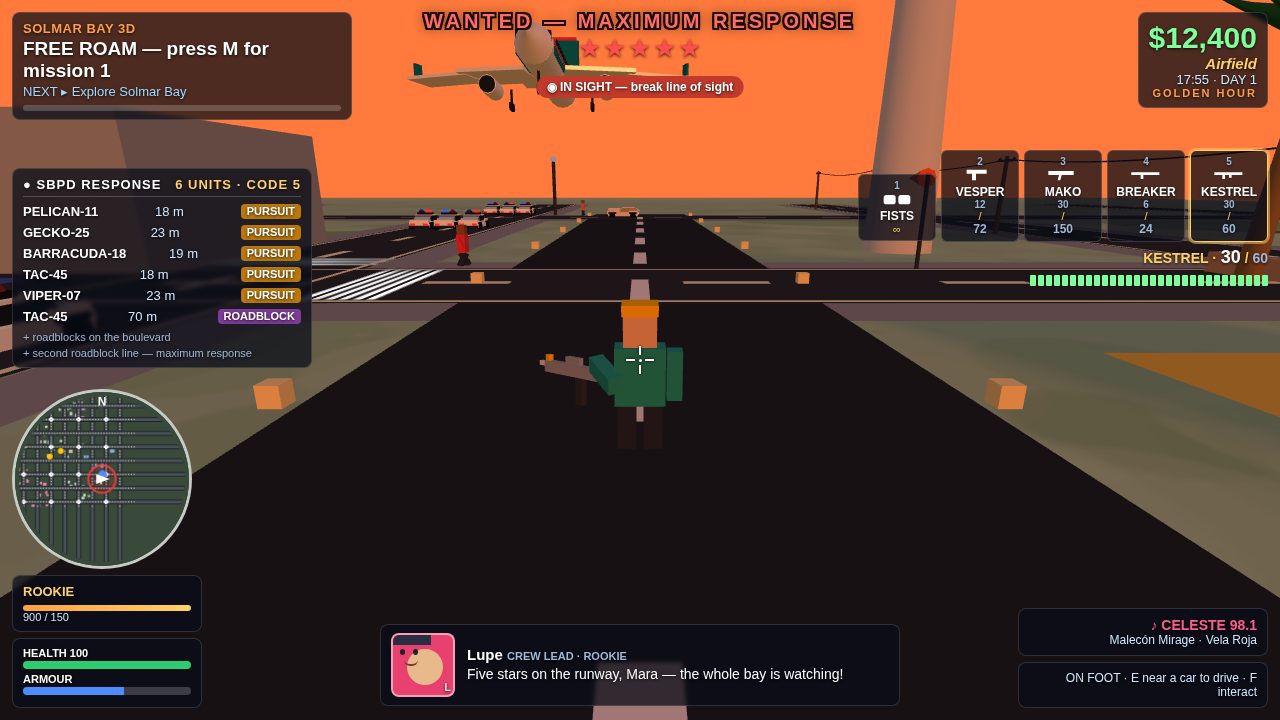 SOLMAR BAY 3D
FREE ROAM — press M for
mission 1
NEXT ▸ Explore Solmar Bay
WANTED — MAXIMUM RESPONSE
★★★★★
◉ IN SIGHT — break line of sight
$12,400
Airfield
17:55 · DAY 1
GOLDEN HOUR
● SBPD RESPONSE 6 UNITS · CODE 5
PELICAN-11 18 m PURSUIT
GECKO-25 23 m PURSUIT
BARRACUDA-18 19 m PURSUIT
TAC-45 18 m PURSUIT
VIPER-07 23 m PURSUIT
TAC-45 70 m ROADBLOCK
+ roadblocks on the boulevard
+ second roadblock line — maximum response
1
FISTS
∞
2
VESPER
12
/
72
3
MAKO
30
/
150
4
BREAKER
6
/
24
5
KESTREL
30
/
60
KESTREL · 30 / 60
N
ROOKIE
900 / 150
HEALTH 100
ARMOUR
L
Lupe CREW LEAD · ROOKIE
Five stars on the runway, Mara — the whole bay is watching!
♪ CELESTE 98.1
Malecón Mirage · Vela Roja
ON FOOT · E near a car to drive · F
interact